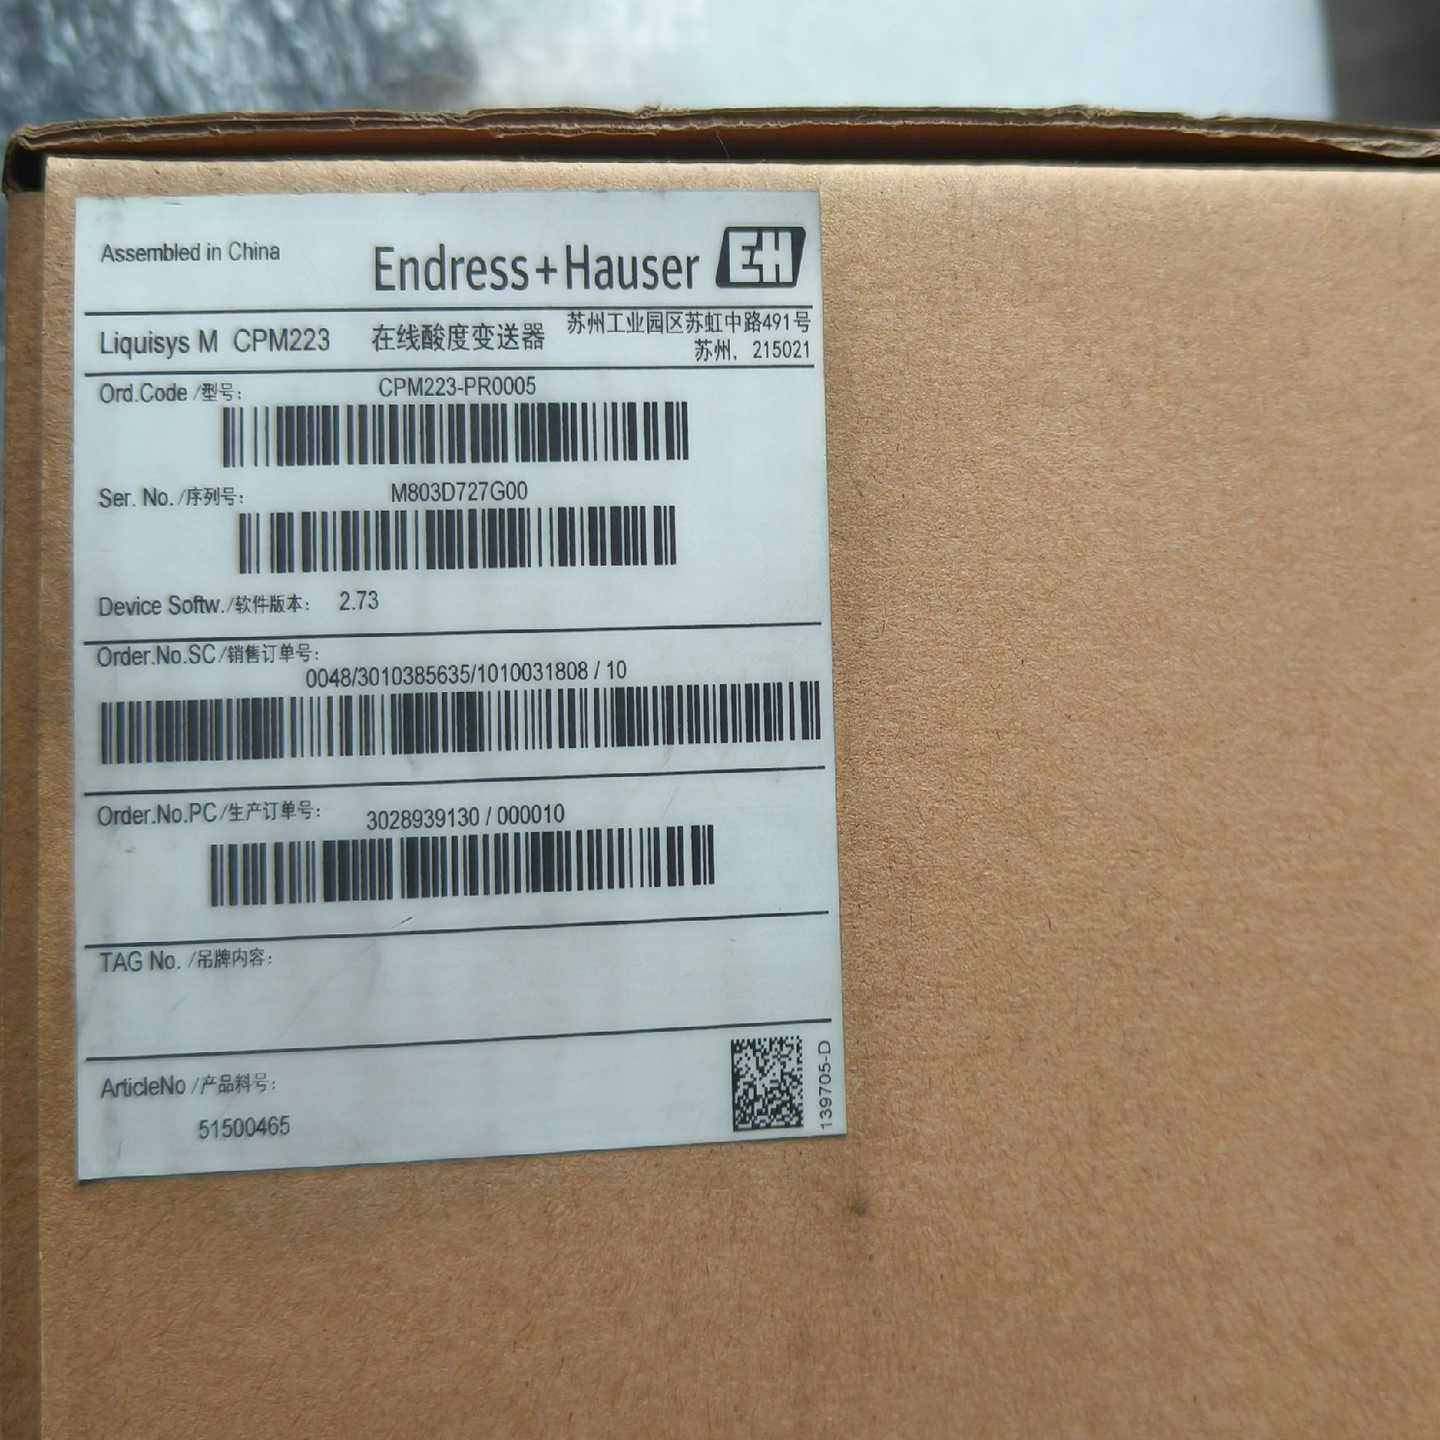 Assembled in China
Endress+Hauser EH
Liquisys M CPM223 在线酸度变送器
苏州工业园区苏虹中路491号
苏州，215021
Ord.Code /型号: CPM223-PR0005
Ser. No. /序列号: M803D727G00
Device Softw./软件版本: 2.73
Order.No.SC/销售订单号:
0048/3010385635/1010031808 / 10
Order.No.PC/生产订单号: 3028939130 / 000010
TAG No. /吊牌内容:
ArticleNo /产品料号:
51500465
139705-D